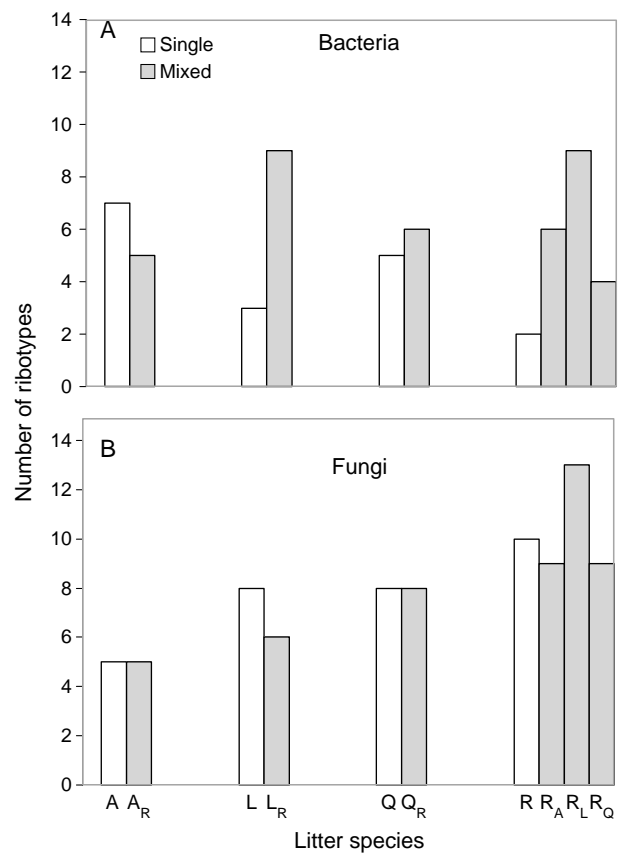 A
Bacteria
Single
Mixed
14
12
10
8
6
4
2
0
Number of ribotypes
B
Fungi
14
12
10
8
6
4
2
0
A A_R L L_R Q Q_R R R_A R_L R_Q
Litter species